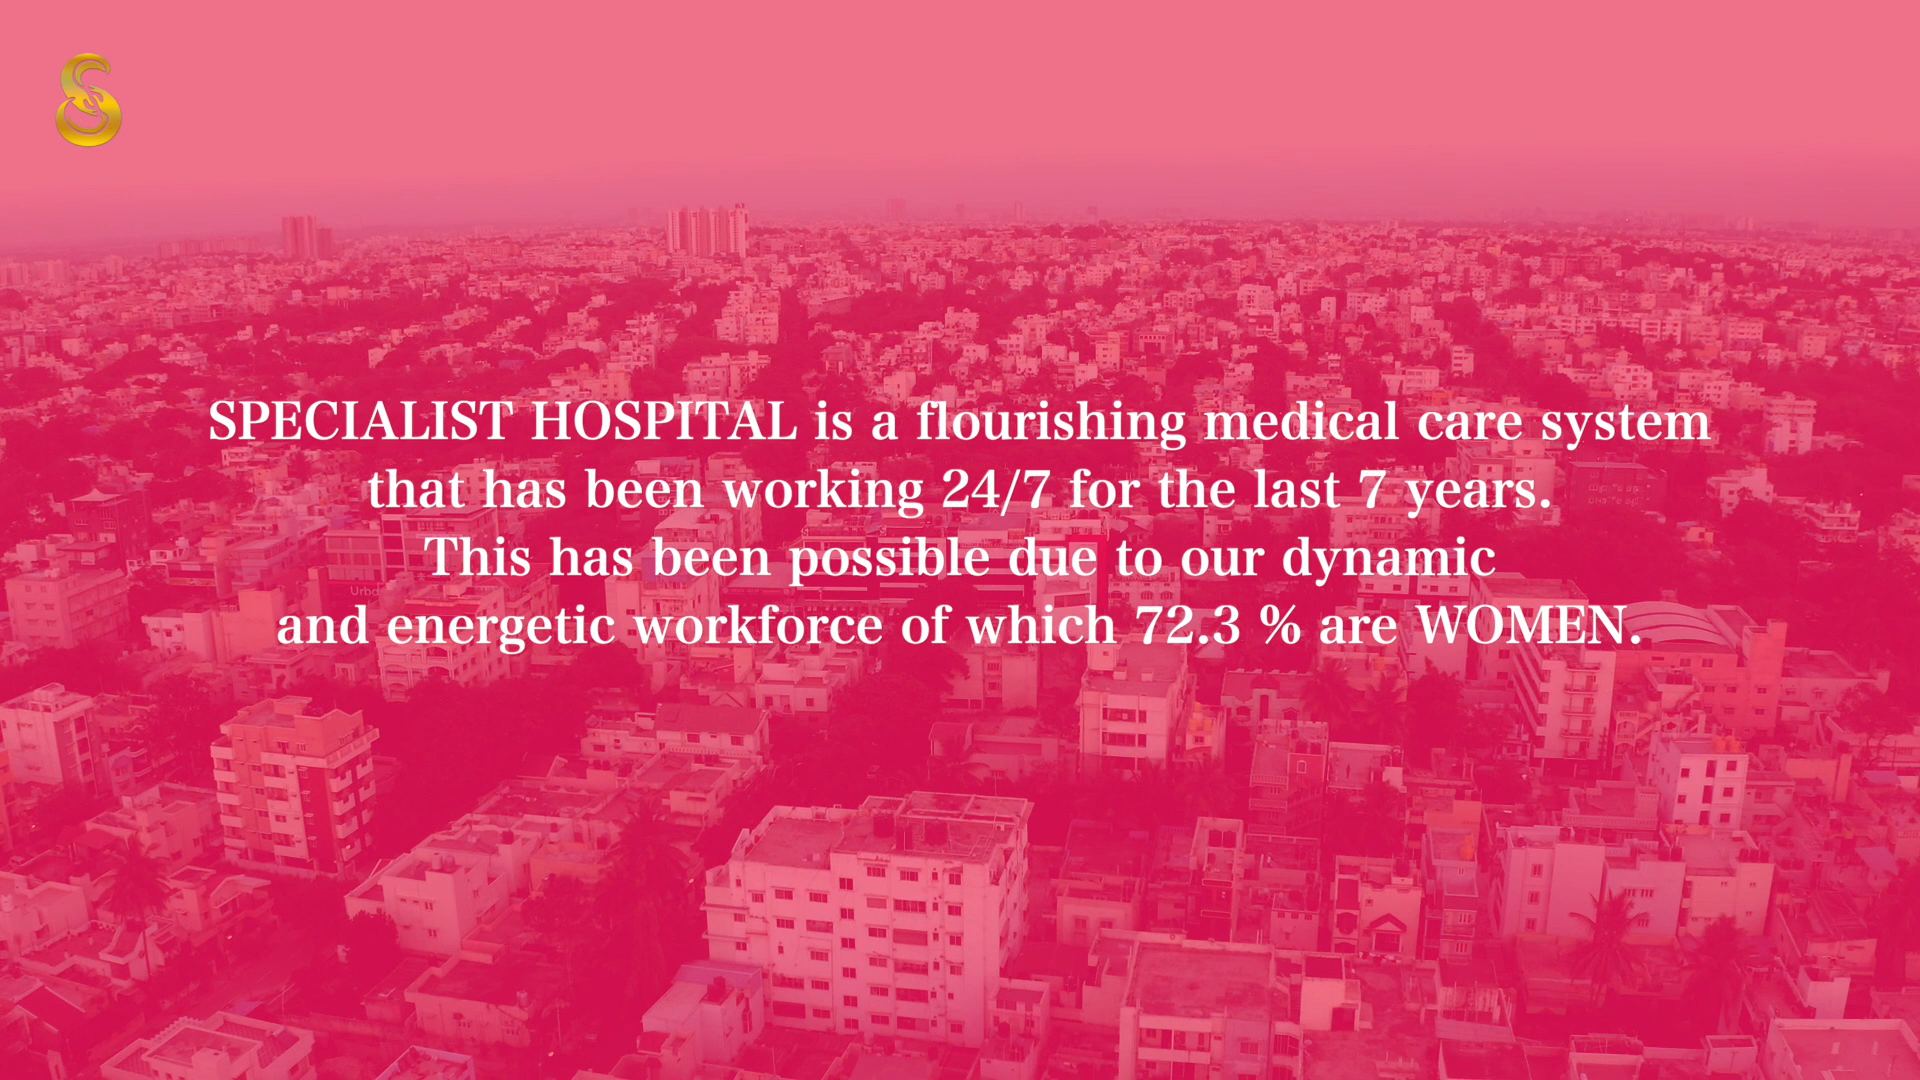 SPECIALIST HOSPITAL is a flourishing medical care system
that has been working 24/7 for the last 7 years.
This has been possible due to our dynamic
and energetic workforce of which 72.3 % are WOMEN.